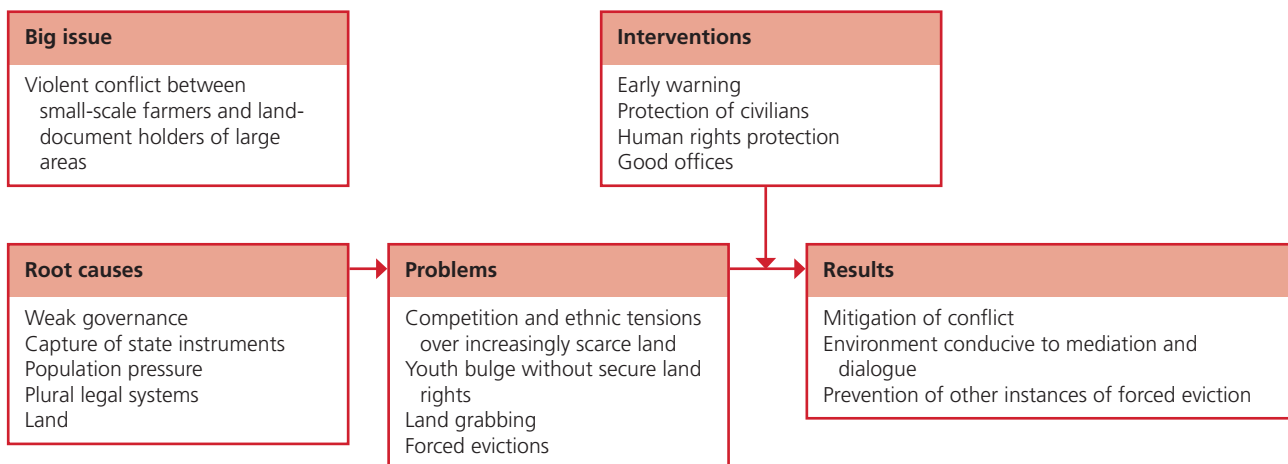 Big issue
Violent conflict between
small-scale farmers and land-
document holders of large
areas
Interventions
Early warning
Protection of civilians
Human rights protection
Good offices
Root causes
Weak governance
Capture of state instruments
Population pressure
Plural legal systems
Land
Problems
Competition and ethnic tensions
over increasingly scarce land
Youth bulge without secure land
rights
Land grabbing
Forced evictions
Results
Mitigation of conflict
Environment conducive to mediation and
dialogue
Prevention of other instances of forced eviction